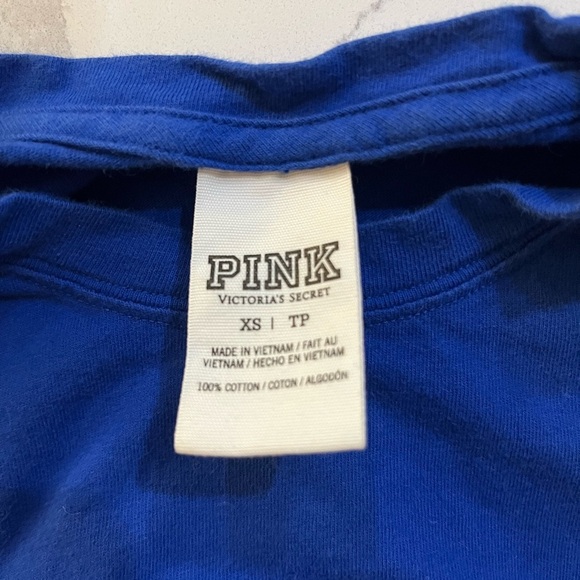 PINK
VICTORIA'S SECRET
XS | TP
MADE IN VIETNAM / FAIT AU
VIETNAM / HECHO EN VIETNAM
100% COTTON / COTON / ALGODÓN